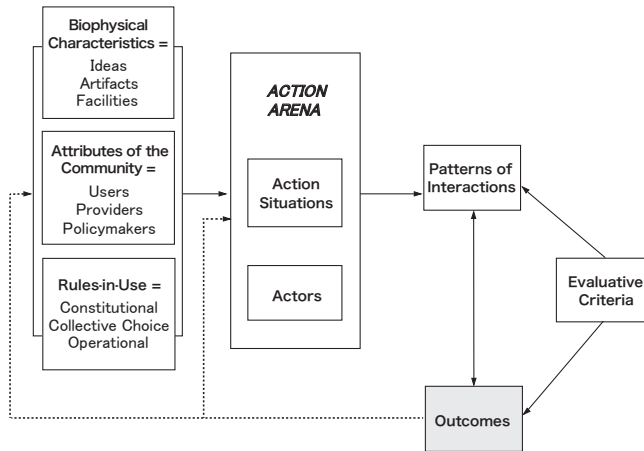 Biophysical
Characteristics =
Ideas
Artifacts
Facilities
Attributes of the
Community =
Users
Providers
Policymakers
Rules-in-Use =
Constitutional
Collective Choice
Operational
ACTION
ARENA
Action
Situations
Actors
Patterns of
Interactions
Evaluative
Criteria
Outcomes